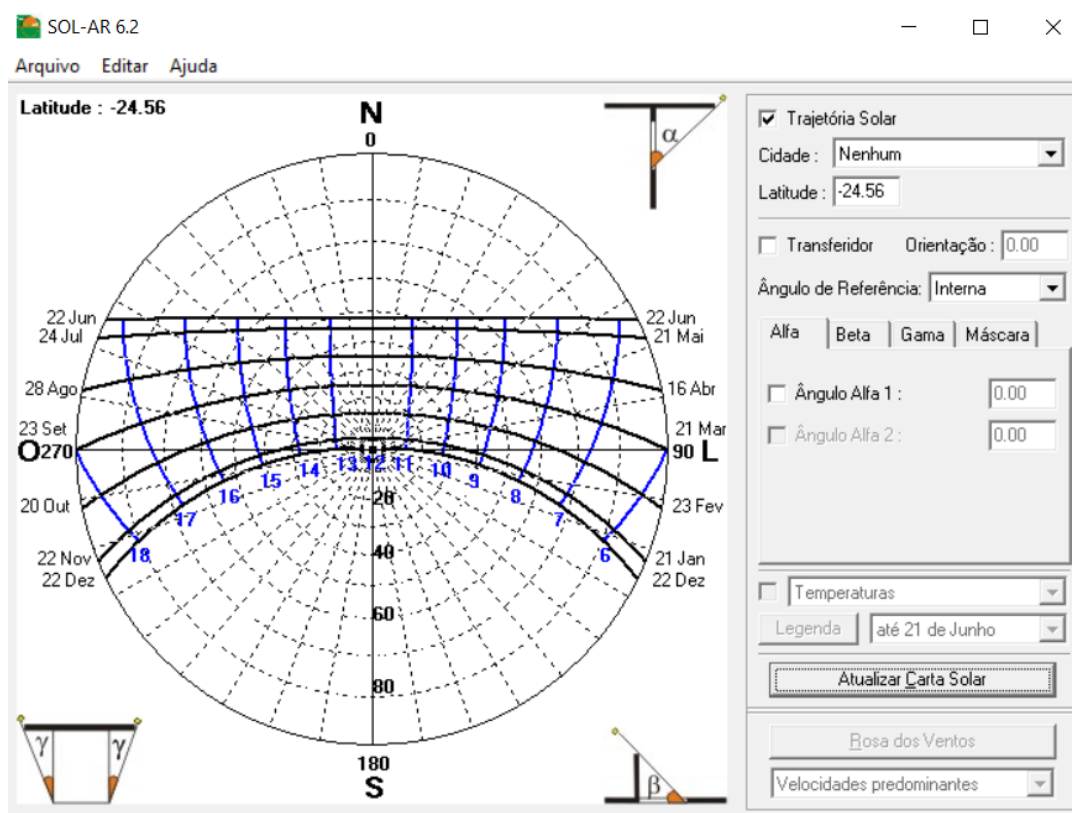 SOL-AR 6.2
Arquivo Editar Ajuda
Latitude : -24.56
N
0
α
22 Jun
22 Jun
24 Jul
21 Mai
28 Ago
16 Abr
23 Set
21 Mar
O 270
90 L
13 12 11
14
10
15
9
16
8
17
7
18
6
20
20 Out
23 Fev
40
22 Nov
21 Jan
22 Dez
22 Dez
60
80
γ γ
180
S
β
Trajetória Solar
Cidade : Nenhum
Latitude : -24.56
Transferidor Orientação : 0.00
Ângulo de Referência: Interna
Alfa Beta Gama Máscara
Ângulo Alfa 1 : 0.00
Ângulo Alfa 2 : 0.00
Temperaturas
Legenda até 21 de Junho
Atualizar Carta Solar
Rosa dos Ventos
Velocidades predominantes